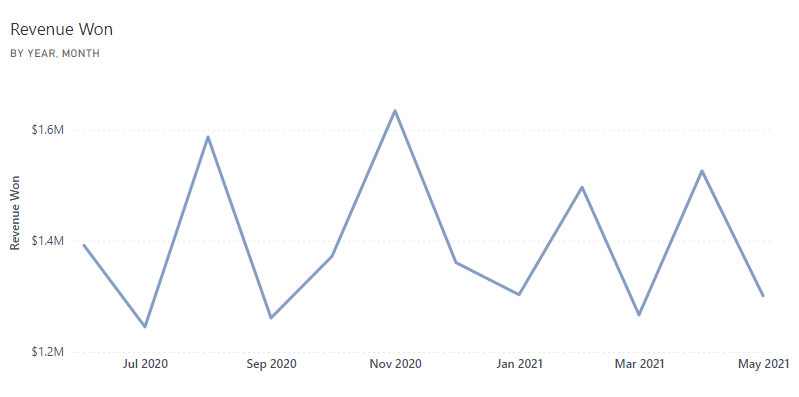 Revenue Won
BY YEAR, MONTH
$1.6M
$1.4M
$1.2M
Revenue Won
Jul 2020
Sep 2020
Nov 2020
Jan 2021
Mar 2021
May 2021